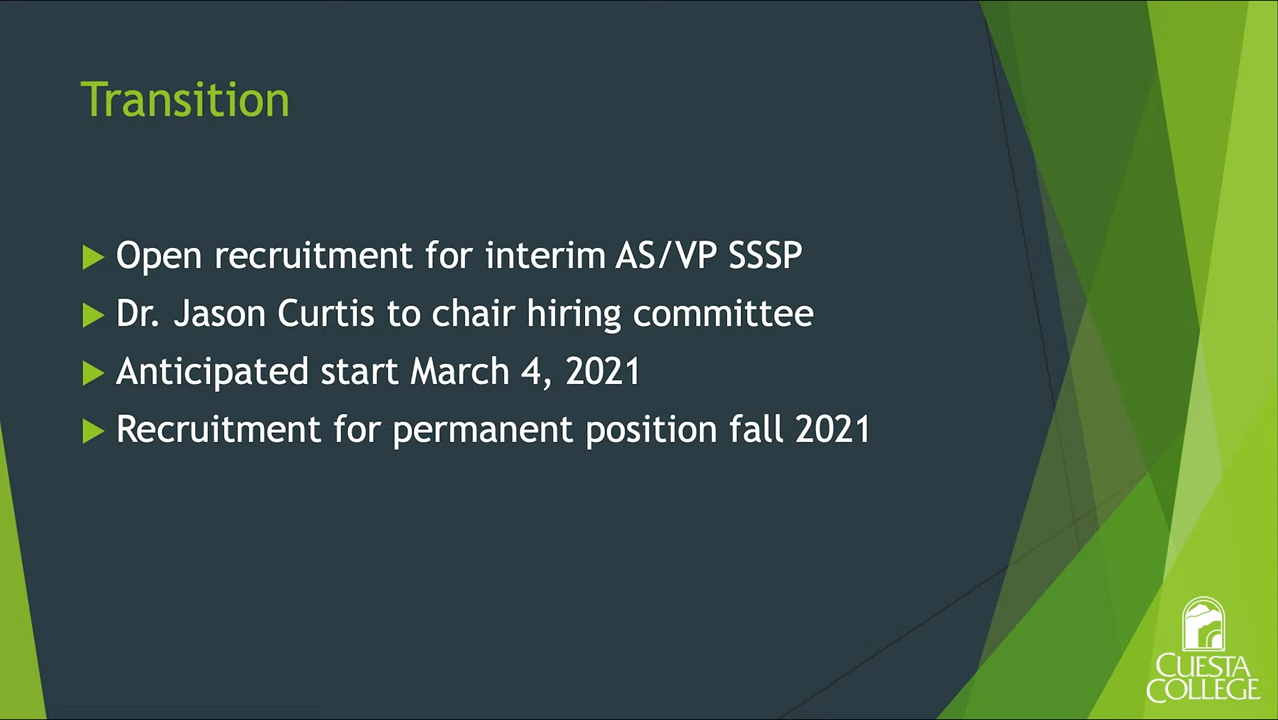 Transition
Open recruitment for interim AS/VP SSSP
Dr. Jason Curtis to chair hiring committee
Anticipated start March 4, 2021
Recruitment for permanent position fall 2021
CUESTA
COLLEGE